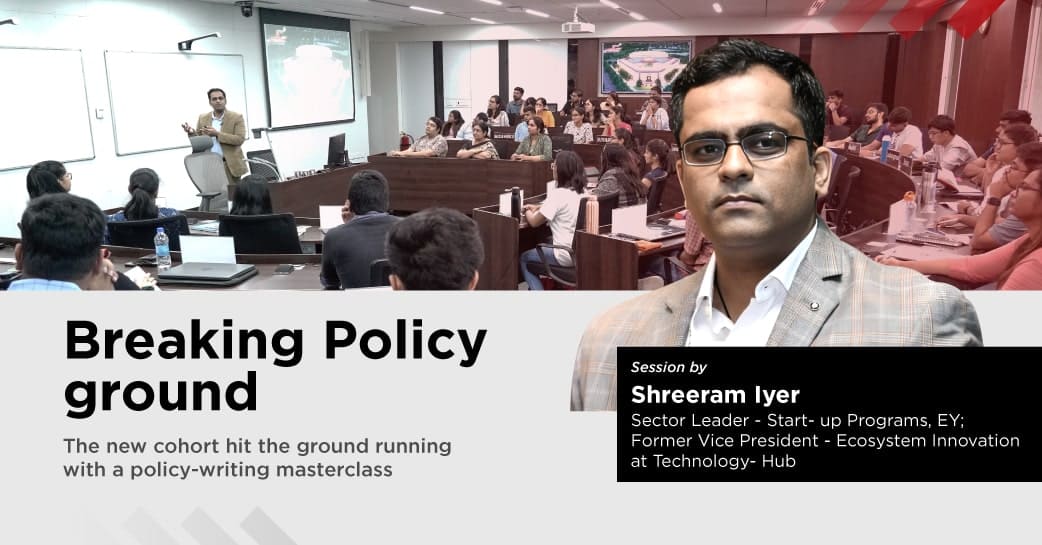 Breaking Policy
ground
The new cohort hit the ground running
with a policy-writing masterclass
Session by
Shreeram Iyer
Sector Leader - Start- up Programs, EY;
Former Vice President - Ecosystem Innovation
at Technology- Hub